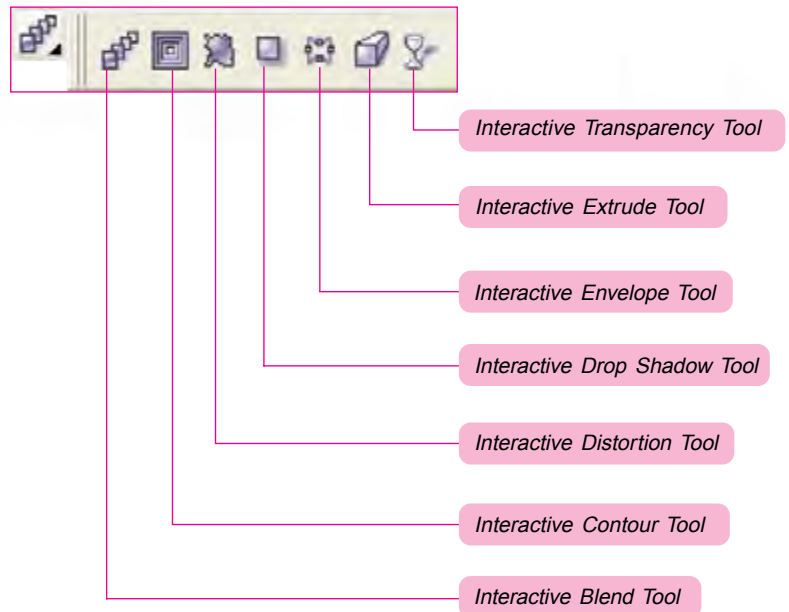 Interactive Transparency Tool
Interactive Extrude Tool
Interactive Envelope Tool
Interactive Drop Shadow Tool
Interactive Distortion Tool
Interactive Contour Tool
Interactive Blend Tool